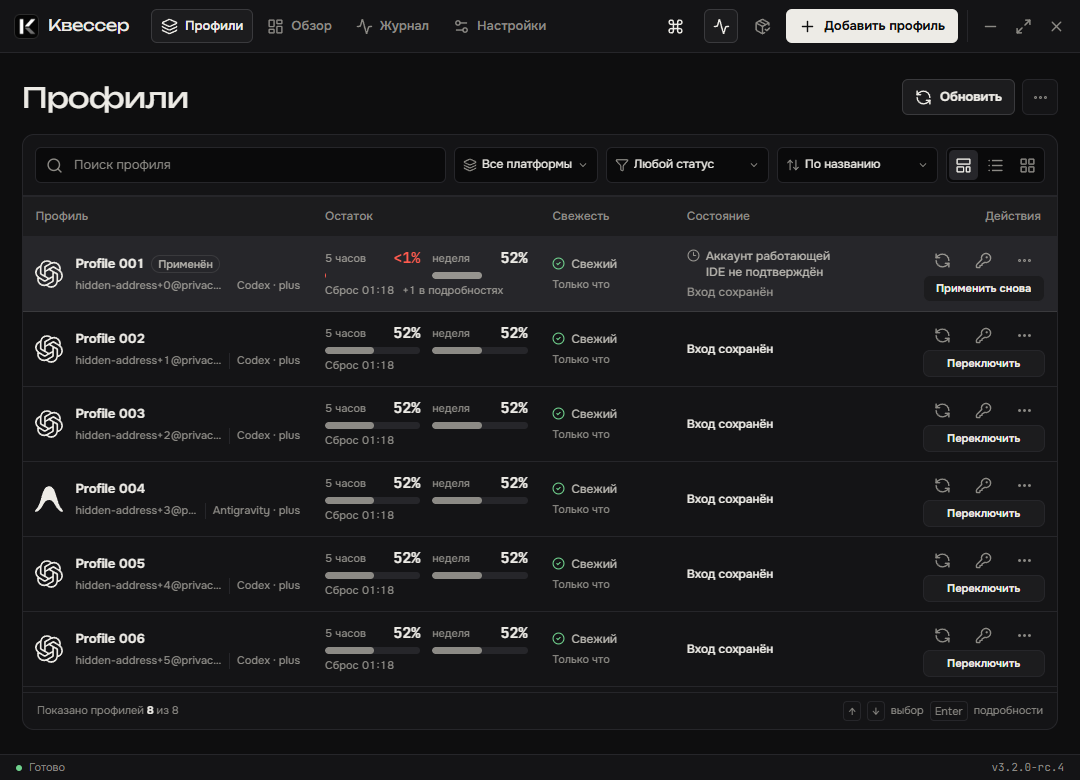 Квессер
Профили
Обзор
Журнал
Настройки
Добавить профиль
Профили
Обновить
Поиск профиля
Все платформы
Любой статус
По названию
Профиль Остаток Свежесть Состояние Действия
Profile 001 Применён
hidden-address+0@privac... Codex · plus
5 часов <1% неделя 52%
Сброс 01:18 +1 в подробностях
Свежий
Только что
Аккаунт работающей
IDE не подтверждён
Вход сохранён
Применить снова
Profile 002
hidden-address+1@privac... Codex · plus
5 часов 52% неделя 52%
Сброс 01:18
Свежий
Только что
Вход сохранён
Переключить
Profile 003
hidden-address+2@privac... Codex · plus
5 часов 52% неделя 52%
Сброс 01:18
Свежий
Только что
Вход сохранён
Переключить
Profile 004
hidden-address+3@p... Antigravity · plus
5 часов 52% неделя 52%
Сброс 01:18
Свежий
Только что
Вход сохранён
Переключить
Profile 005
hidden-address+4@privac... Codex · plus
5 часов 52% неделя 52%
Сброс 01:18
Свежий
Только что
Вход сохранён
Переключить
Profile 006
hidden-address+5@privac... Codex · plus
5 часов 52% неделя 52%
Сброс 01:18
Свежий
Только что
Вход сохранён
Переключить
Показано профилей 8 из 8
↑ ↓ выбор Enter подробности
Готово
v3.2.0-rc.4